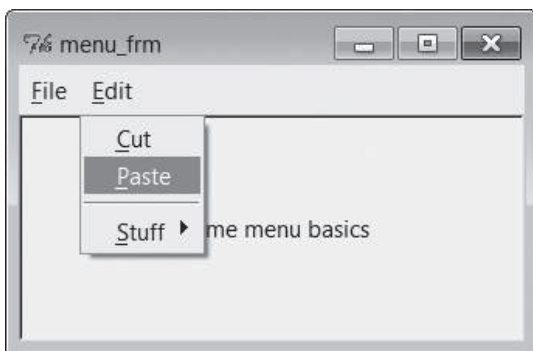 menu_frm
File Edit
Cut
Paste
Stuff
me menu basics